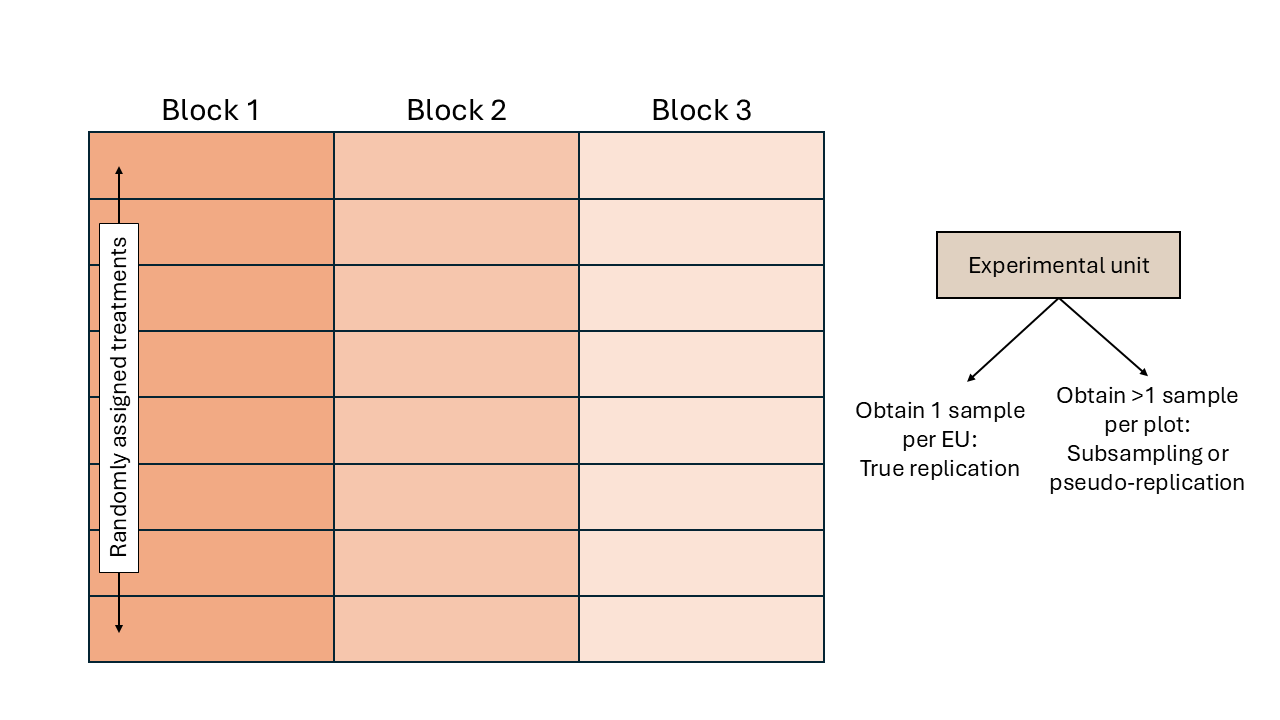 Block 1
Block 2
Block 3
Randomly assigned treatments
Experimental unit
Obtain 1 sample
per EU:
True replication
Obtain >1 sample
per plot:
Subsampling or
pseudo-replication